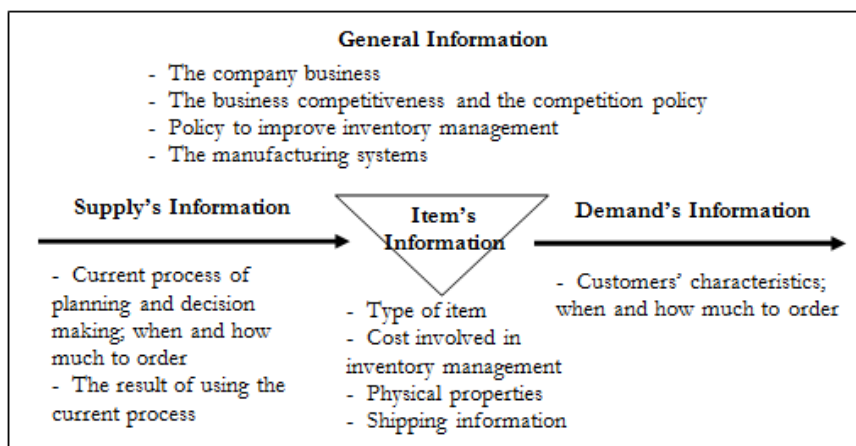 General Information
- The company business
- The business competitiveness and the competition policy
- Policy to improve inventory management
- The manufacturing systems
Supply's Information
- Current process of
planning and decision
making; when and how
much to order
- The result of using the
current process
Item's
Information
- Type of item
- Cost involved in
inventory management
- Physical properties
- Shipping information
Demand's Information
- Customers' characteristics;
when and how much to order